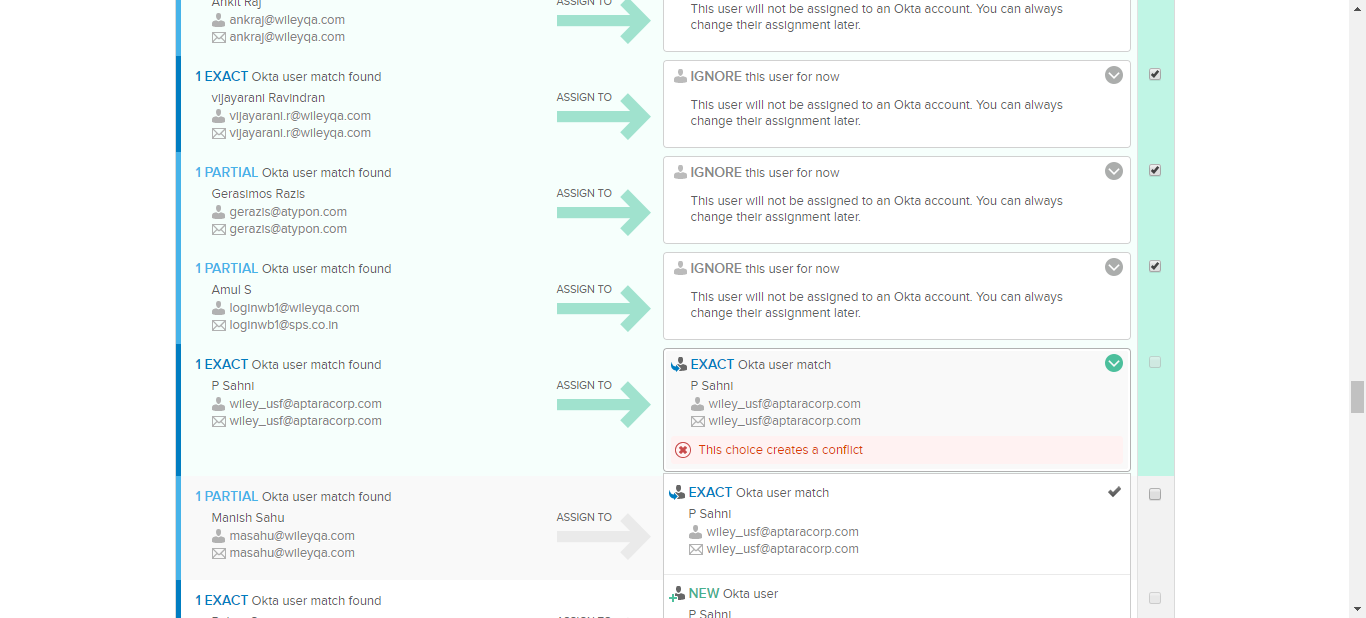 Ankit Raj
ankraj@wileyqa.com
ankraj@wileyqa.com
ASSIGN TO
This user will not be assigned to an Okta account. You can always
change their assignment later.
1 EXACT Okta user match found
vijayarani Ravindran
vijayarani.r@wileyqa.com
vijayarani.r@wileyqa.com
ASSIGN TO
IGNORE this user for now
This user will not be assigned to an Okta account. You can always
change their assignment later.
1 PARTIAL Okta user match found
Gerasimos Razis
gerazis@atypon.com
gerazis@atypon.com
ASSIGN TO
IGNORE this user for now
This user will not be assigned to an Okta account. You can always
change their assignment later.
1 PARTIAL Okta user match found
Amul S
loginwb1@wileyqa.com
loginwb1@sps.co.in
ASSIGN TO
IGNORE this user for now
This user will not be assigned to an Okta account. You can always
change their assignment later.
1 EXACT Okta user match found
P Sahni
wiley_usf@aptaracorp.com
wiley_usf@aptaracorp.com
ASSIGN TO
EXACT Okta user match
P Sahni
wiley_usf@aptaracorp.com
wiley_usf@aptaracorp.com
This choice creates a conflict
1 PARTIAL Okta user match found
Manish Sahu
masahu@wileyqa.com
masahu@wileyqa.com
ASSIGN TO
EXACT Okta user match
P Sahni
wiley_usf@aptaracorp.com
wiley_usf@aptaracorp.com
1 EXACT Okta user match found
ASSIGN TO
NEW Okta user
P Sahni